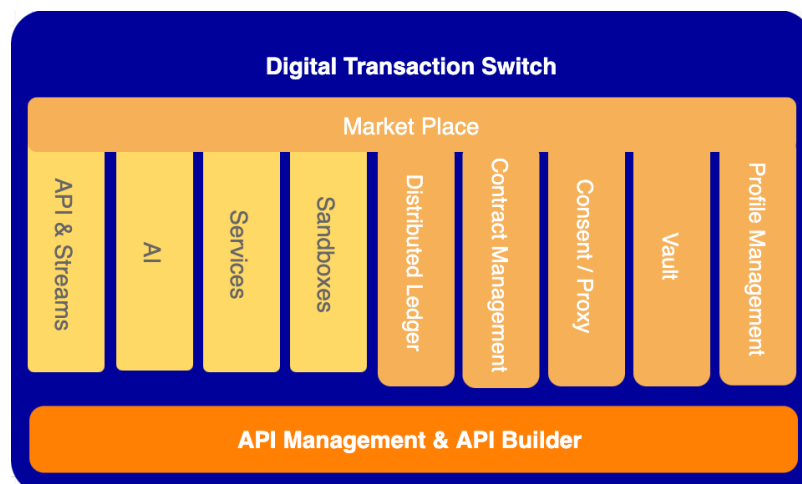 Digital Transaction Switch
Market Place
API & Streams
AI
Services
Sandboxes
Distributed Ledger
Contract Management
Consent / Proxy
Vault
Profile Management
API Management & API Builder